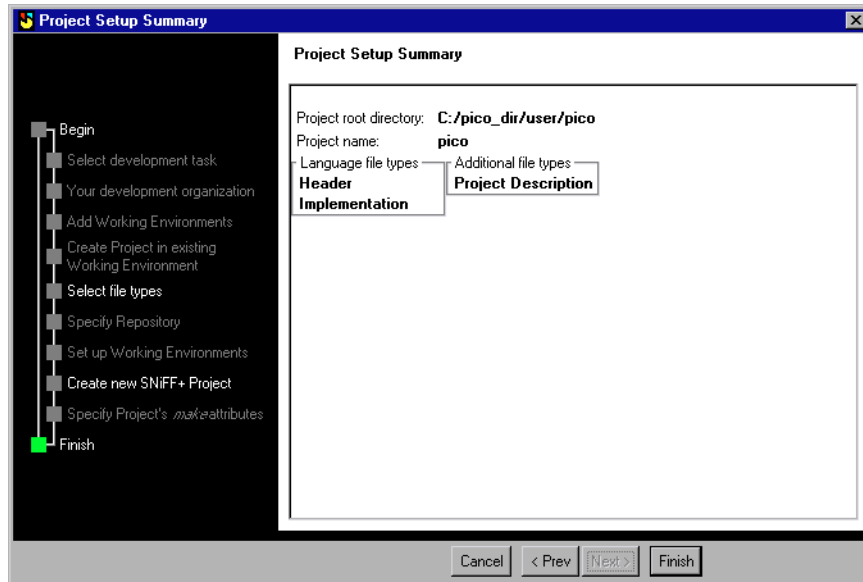 Project Setup Summary
Begin
Select development task
Your development organization
Add Working Environments
Create Project in existing
Working Environment
Select file types
Specify Repository
Set up Working Environments
Create new SNiFF+ Project
Specify Project's make attributes
Finish
Project Setup Summary
Project root directory: C:/pico_dir/user/pico
Project name: pico
Language file types
Header
Implementation
Additional file types
Project Description
Cancel
< Prev
Next >
Finish